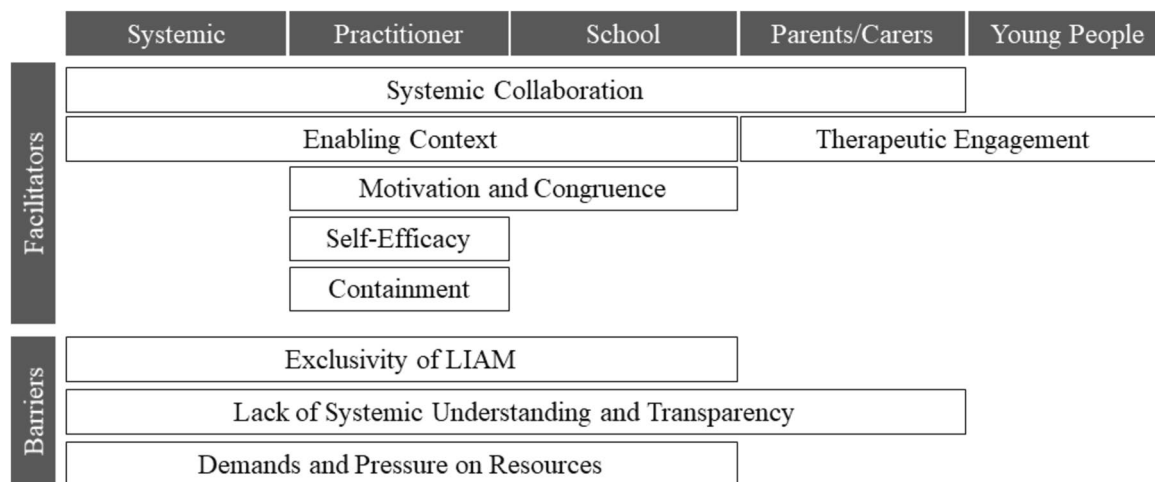 Systemic Practitioner School Parents/Carers Young People
Facilitators
Systemic Collaboration
Enabling Context Therapeutic Engagement
Motivation and Congruence
Self-Efficacy
Containment
Barriers
Exclusivity of LIAM
Lack of Systemic Understanding and Transparency
Demands and Pressure on Resources